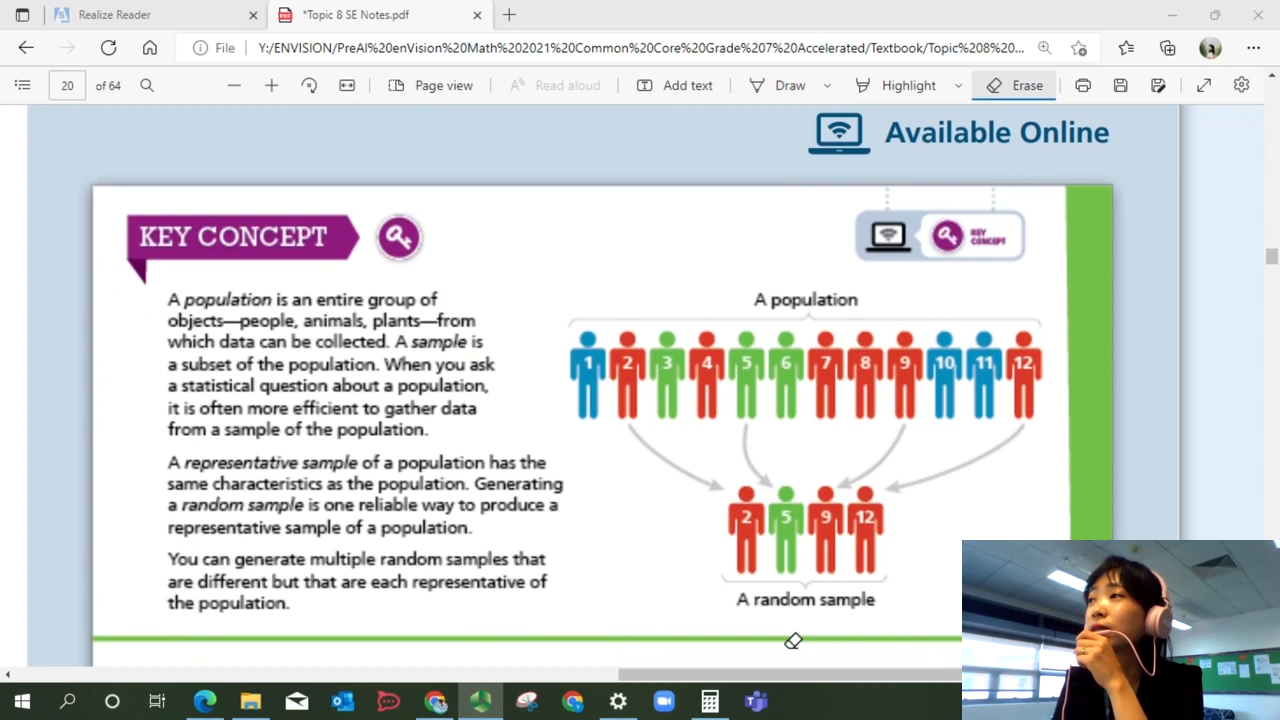 Realize Reader
*Topic 8 SE Notes.pdf
File
Y:/ENVISION/PreAl%20enVision%20Math%202021%20Common%20Core%20Grade%207%20Accelerated/Textbook/Topic%208%20...
20 of 64
Page view
Read aloud
Add text
Draw
Highlight
Erase
Available Online
KEY CONCEPT
KEY
CONCEPT
A population is an entire group of
objects—people, animals, plants—from
which data can be collected. A sample is
a subset of the population. When you ask
a statistical question about a population,
it is often more efficient to gather data
from a sample of the population.
A representative sample of a population has the
same characteristics as the population. Generating
a random sample is one reliable way to produce a
representative sample of a population.
You can generate multiple random samples that
are different but that are each representative of
the population.
A population
1 2 3 4 5 6 7 8 9 10 11 12
2 5 9 12
A random sample